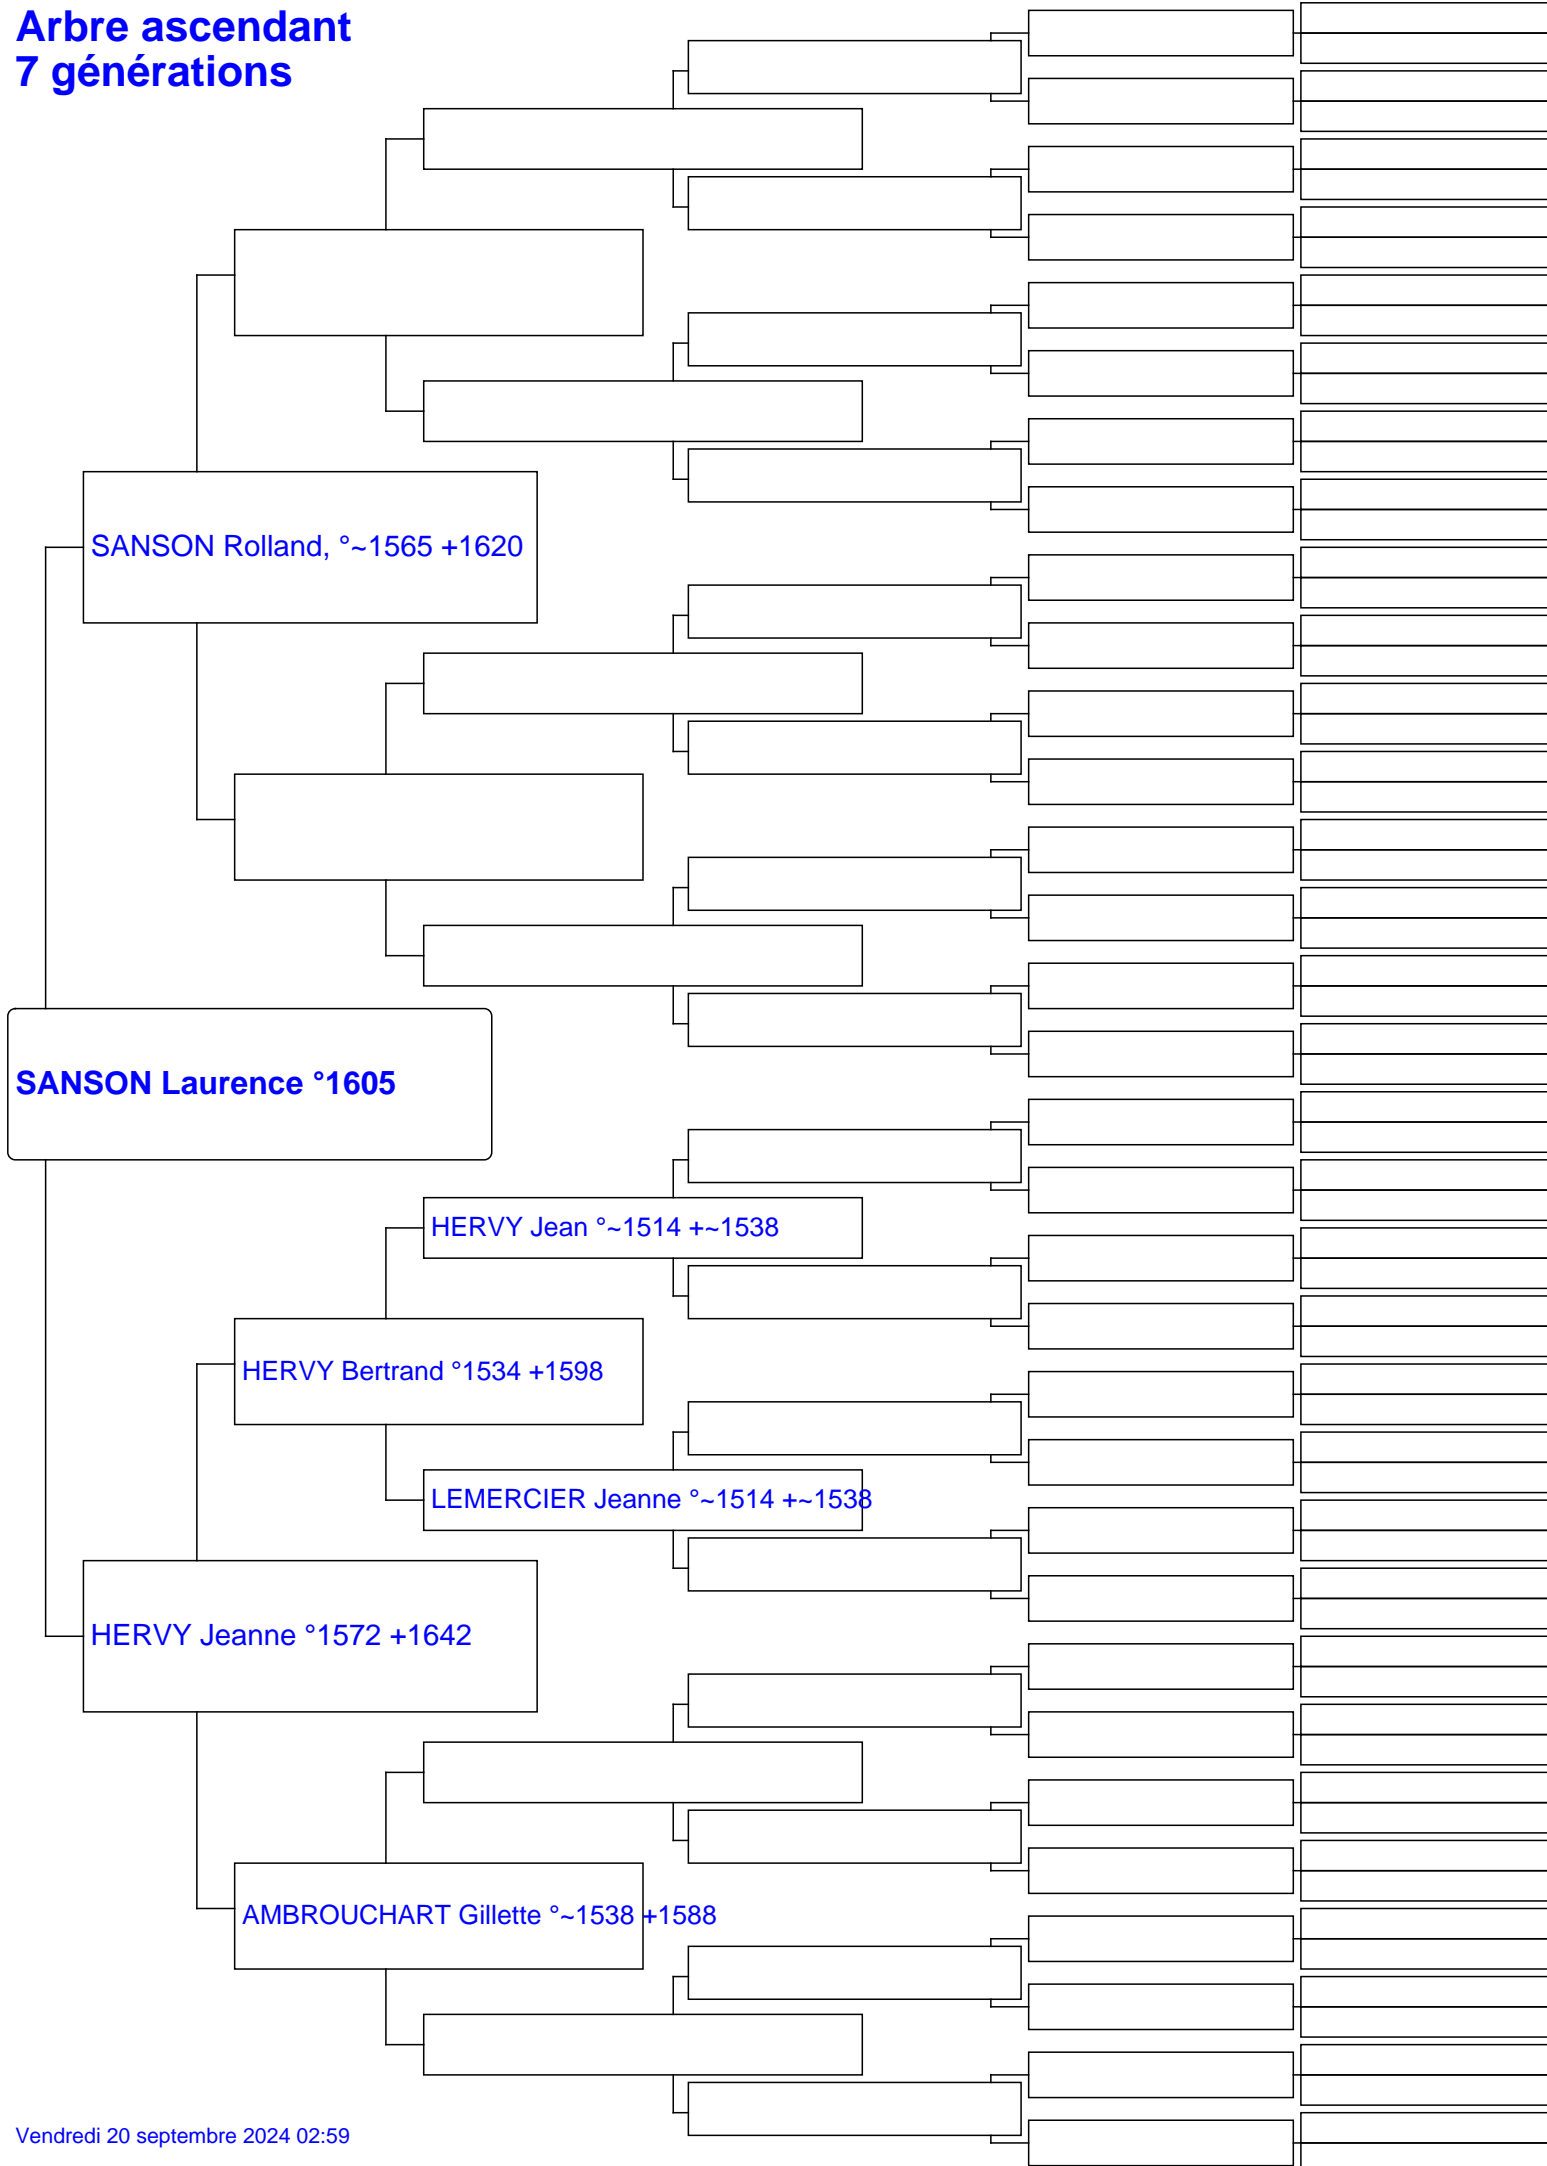 Arbre ascendant
7 générations
SANSON Rolland, °~1565 +1620
SANSON Laurence °1605
HERVY Jean °~1514 +~1538
HERVY Bertrand °1534 +1598
LEMERCIER Jeanne °~1514 +~1538
HERVY Jeanne °1572 +1642
AMBROUCHART Gillette °~1538 +1588
Vendredi 20 septembre 2024 02:59